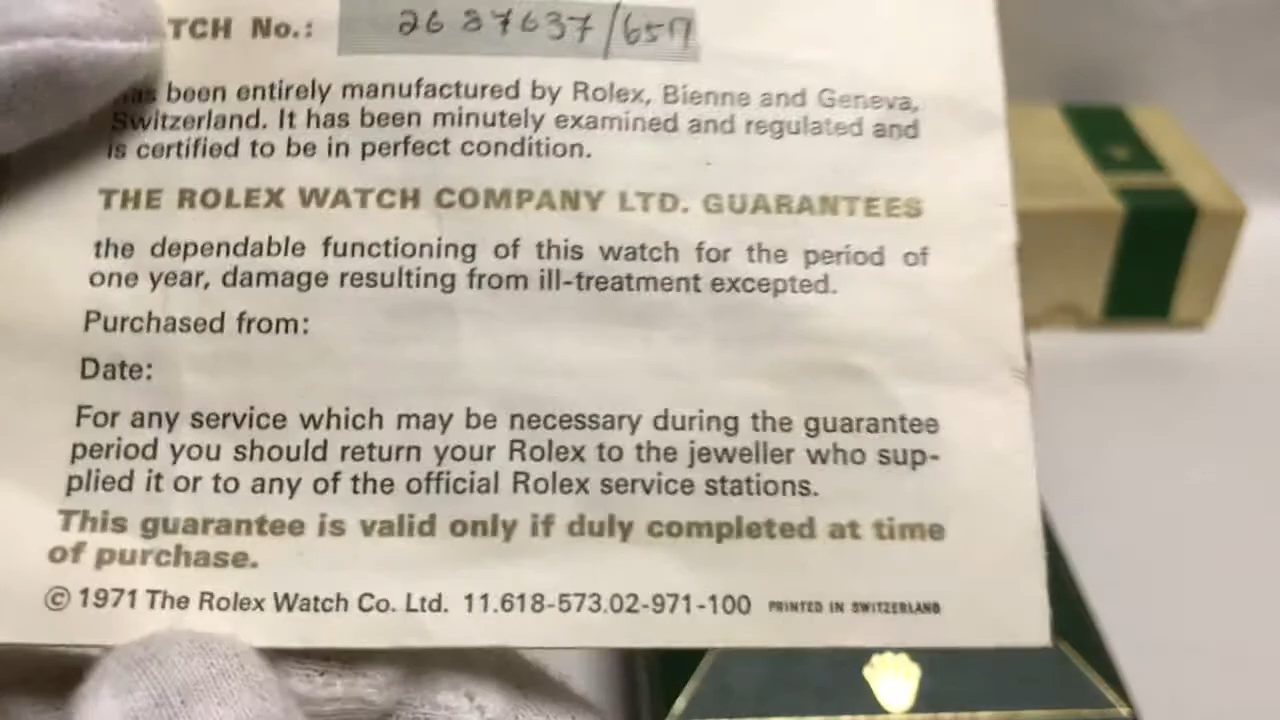 TCH No.: 2687637/657
has been entirely manufactured by Rolex, Bienne and Geneva,
Switzerland. It has been minutely examined and regulated and
is certified to be in perfect condition.
THE ROLEX WATCH COMPANY LTD. GUARANTEES
the dependable functioning of this watch for the period of
one year, damage resulting from ill-treatment excepted.
Purchased from:
Date:
For any service which may be necessary during the guarantee
period you should return your Rolex to the jeweller who sup-
plied it or to any of the official Rolex service stations.
This guarantee is valid only if duly completed at time
of purchase.
© 1971 The Rolex Watch Co. Ltd. 11.618-573.02-971-100 PRINTED IN SWITZERLAND